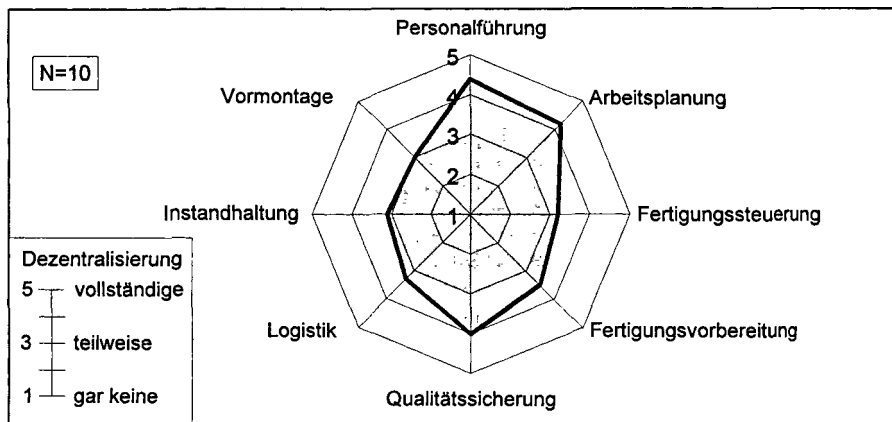 Personalführung
N=10
5
4
3
2
1
Vormontage
Arbeitsplanung
Instandhaltung
Fertigungssteuerung
Logistik
Fertigungsvorbereitung
Qualitätssicherung
Dezentralisierung
5 vollständige
3 teilweise
1 gar keine